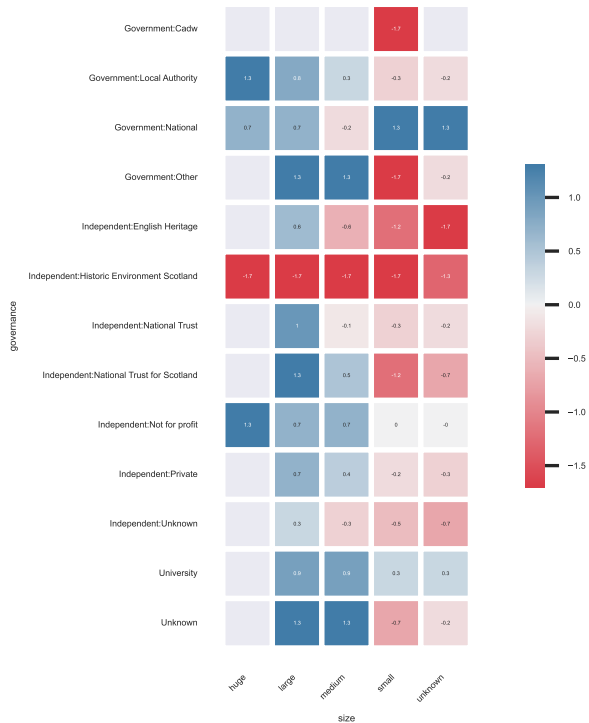 Government:Cadw
-1.7
Government:Local Authority
1.3 0.8 0.3 -0.3 -0.2
Government:National
0.7 0.7 -0.2 1.3 1.3
Government:Other
1.3 1.3 -1.7 -0.2
Independent:English Heritage
0.6 -0.6 -1.2 -1.7
Independent:Historic Environment Scotland
-1.7 -1.7 -1.7 -1.7 -1.3
Independent:National Trust
1 -0.1 -0.3 -0.2
Independent:National Trust for Scotland
1.3 0.5 -1.2 -0.7
Independent:Not for profit
1.3 0.7 0.7 0 -0
Independent:Private
0.7 0.4 -0.2 -0.3
Independent:Unknown
0.3 -0.3 -0.5 -0.7
University
0.9 0.9 0.3 0.3
Unknown
1.3 1.3 -0.7 -0.2
governance
huge large medium small unknown
size
1.0
0.5
0.0
−0.5
−1.0
−1.5